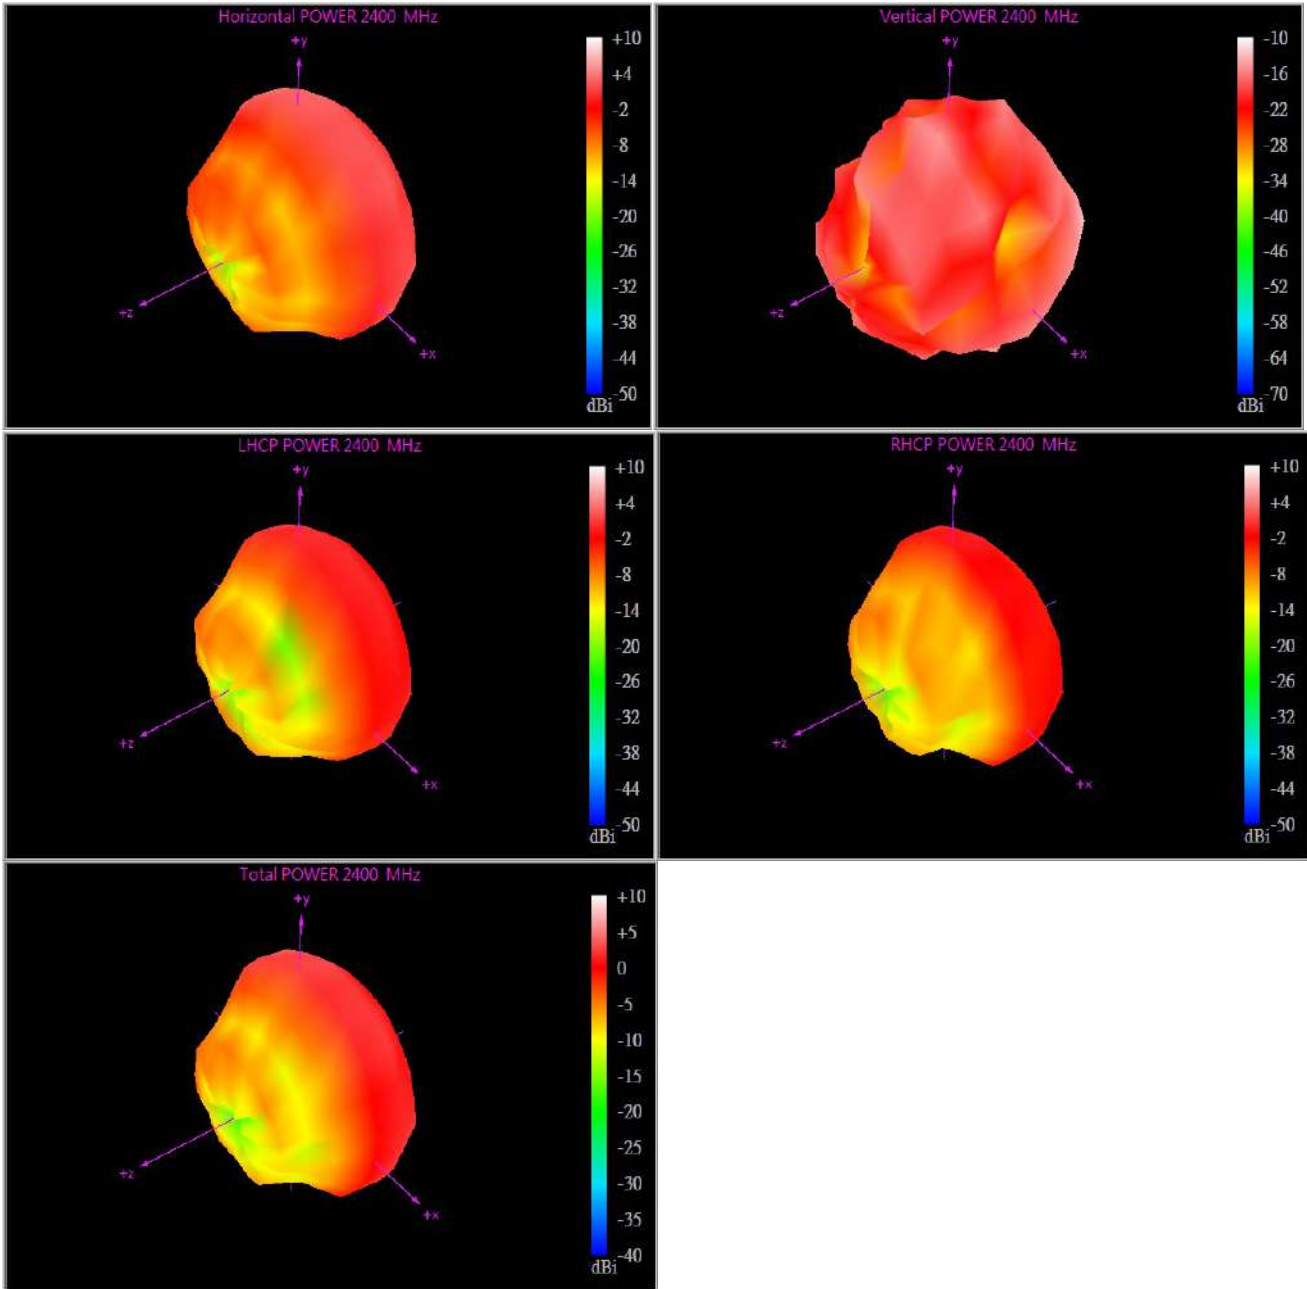 Horizontal POWER 2400 MHz
+y
+z
+x
+10
+4
-2
-8
-14
-20
-26
-32
-38
-44
-50
dBi
Vertical POWER 2400 MHz
+y
+z
+x
-10
-16
-22
-28
-34
-40
-46
-52
-58
-64
-70
dBi
LHCP POWER 2400 MHz
+y
+z
+x
+10
+4
-2
-8
-14
-20
-26
-32
-38
-44
-50
dBi
RHCP POWER 2400 MHz
+y
+z
+x
+10
+4
-2
-8
-14
-20
-26
-32
-38
-44
-50
dBi
Total POWER 2400 MHz
+y
+z
+x
+10
+5
0
-5
-10
-15
-20
-25
-30
-35
-40
dBi